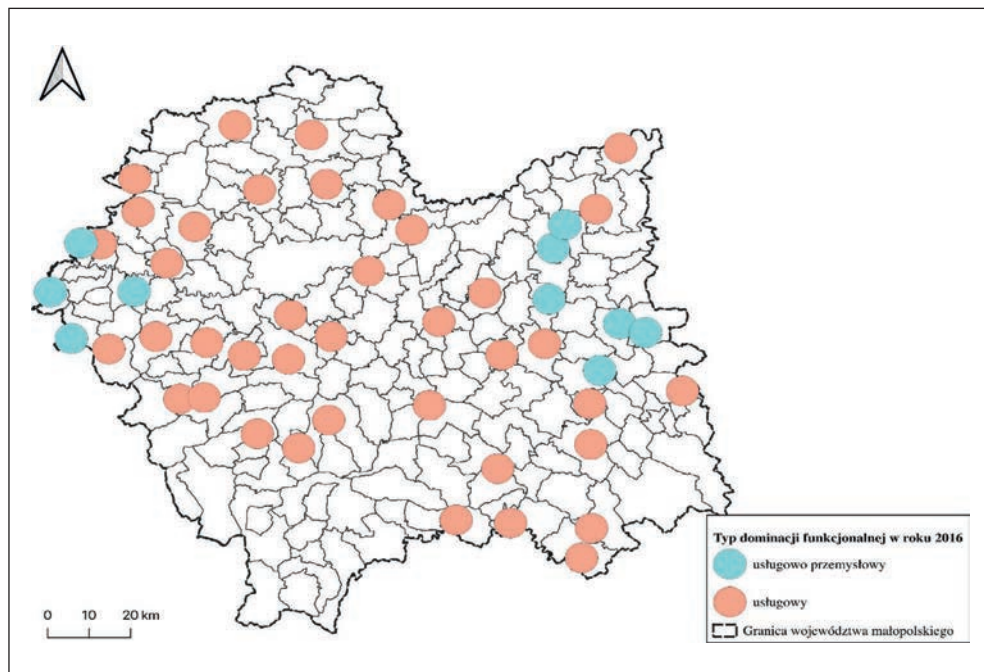 Typ dominacji funkcjonalnej w roku 2016
usługowo przemysłowy
usługowy
Granica województwa małopolskiego
0 10 20 km